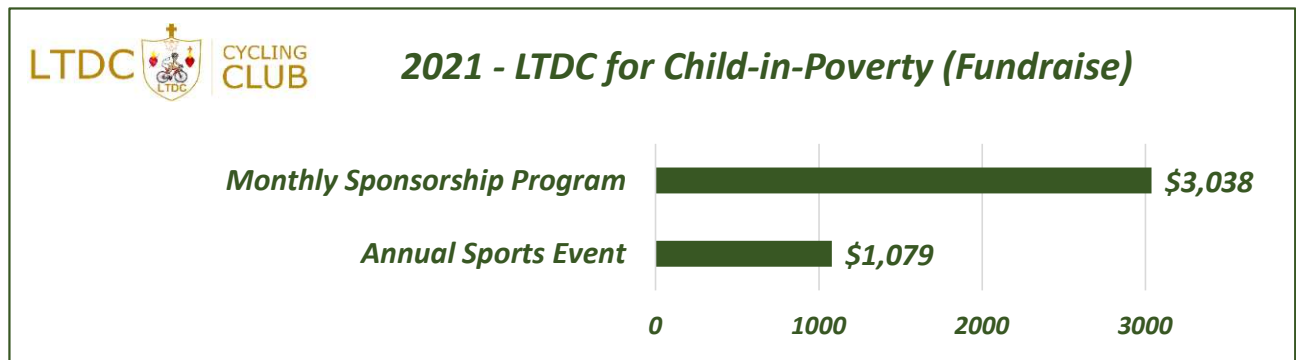 LTDC
CYCLING
CLUB
LTDC
2021 - LTDC for Child-in-Poverty (Fundraise)
Monthly Sponsorship Program
$3,038
Annual Sports Event
$1,079
0 1000 2000 3000